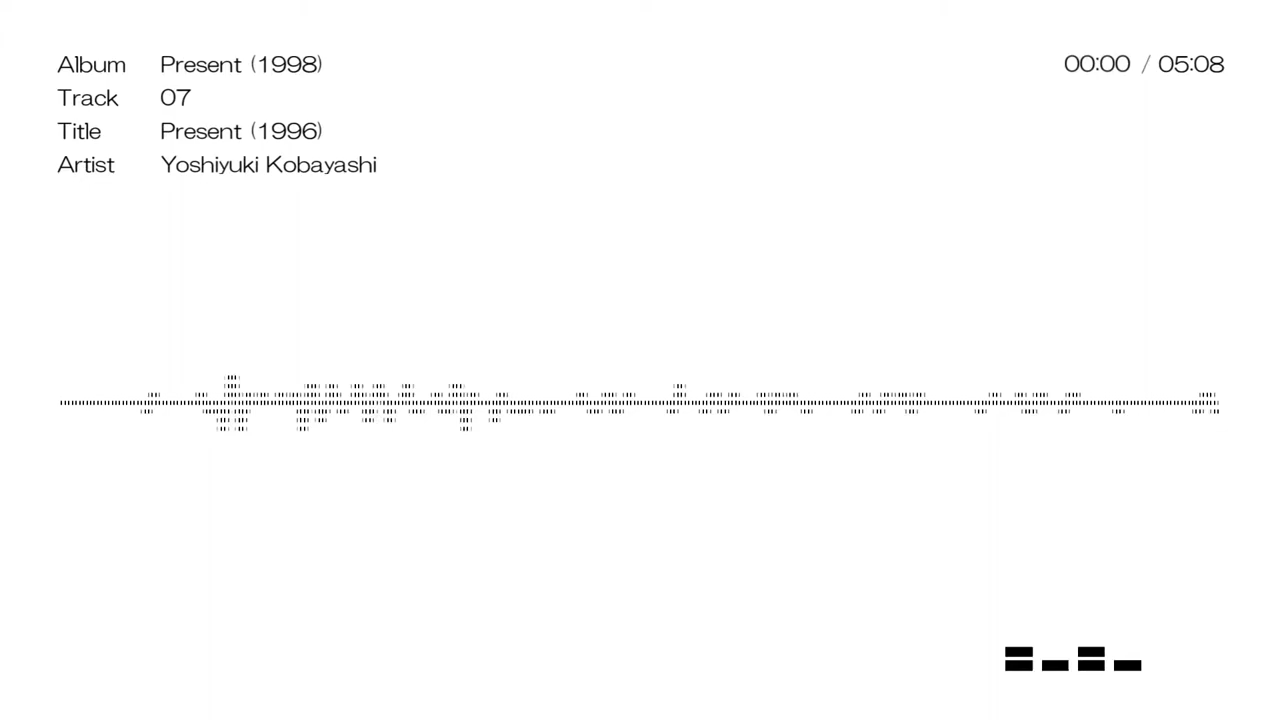 Album Present (1998)
00:00 / 05:08
Track 07
Title Present (1996)
Artist Yoshiyuki Kobayashi